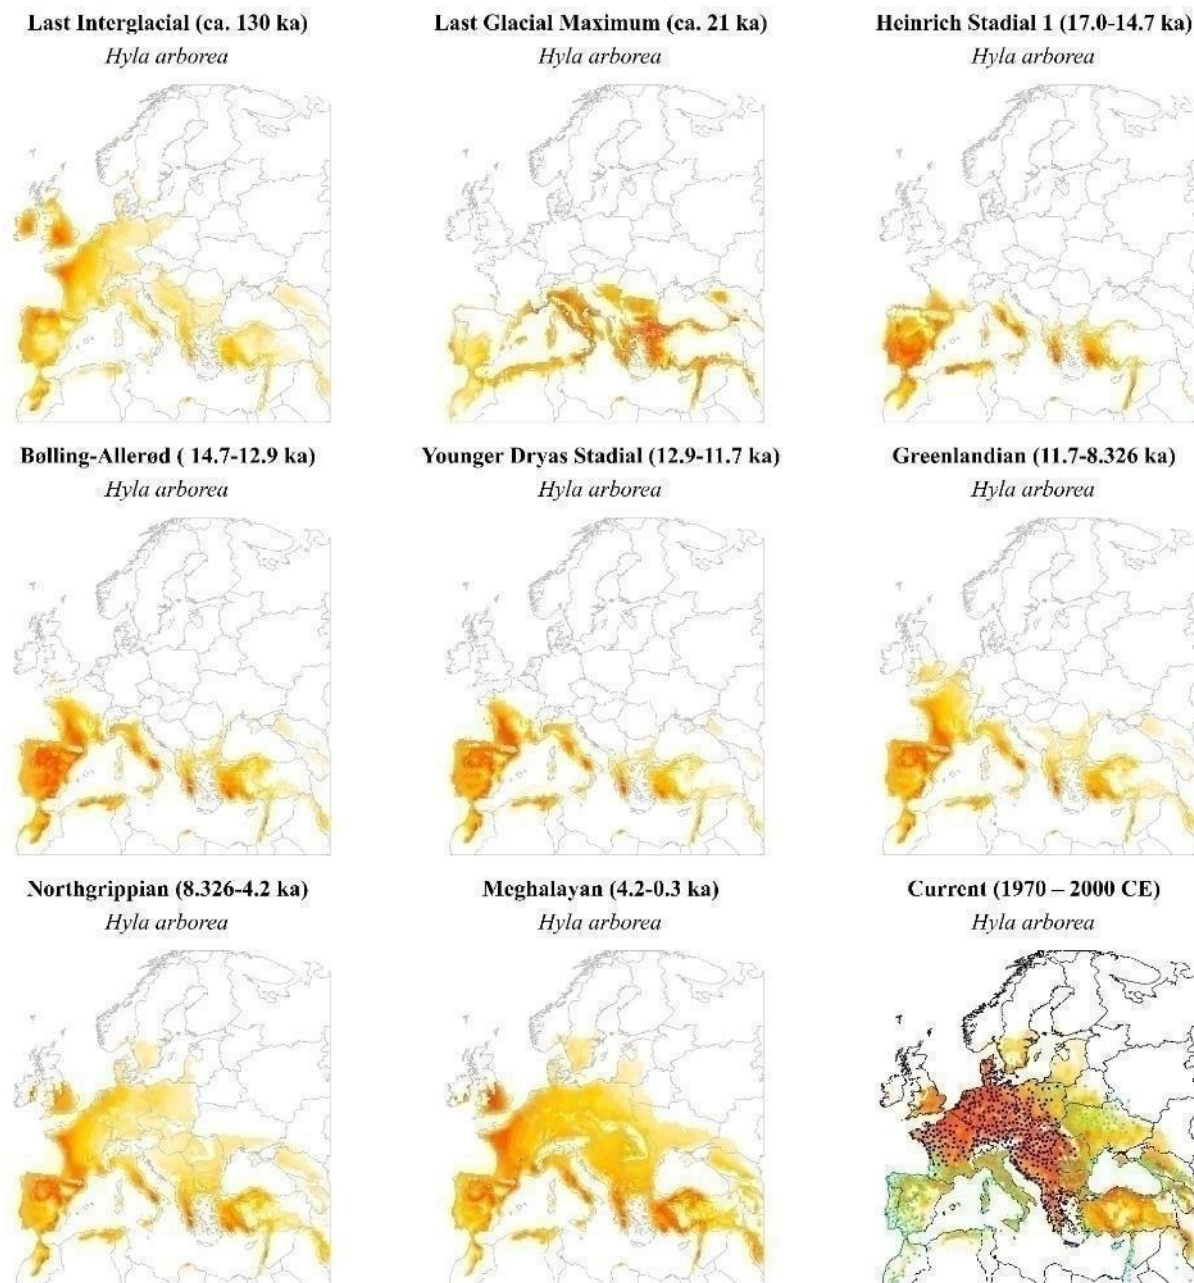 Last Interglacial (ca. 130 ka)
Hyla arborea
Last Glacial Maximum (ca. 21 ka)
Hyla arborea
Heinrich Stadial 1 (17.0-14.7 ka)
Hyla arborea
Bølling-Allerød ( 14.7-12.9 ka)
Hyla arborea
Younger Dryas Stadial (12.9-11.7 ka)
Hyla arborea
Greenlandian (11.7-8.326 ka)
Hyla arborea
Northgrippian (8.326-4.2 ka)
Hyla arborea
Meghalayan (4.2-0.3 ka)
Hyla arborea
Current (1970 – 2000 CE)
Hyla arborea